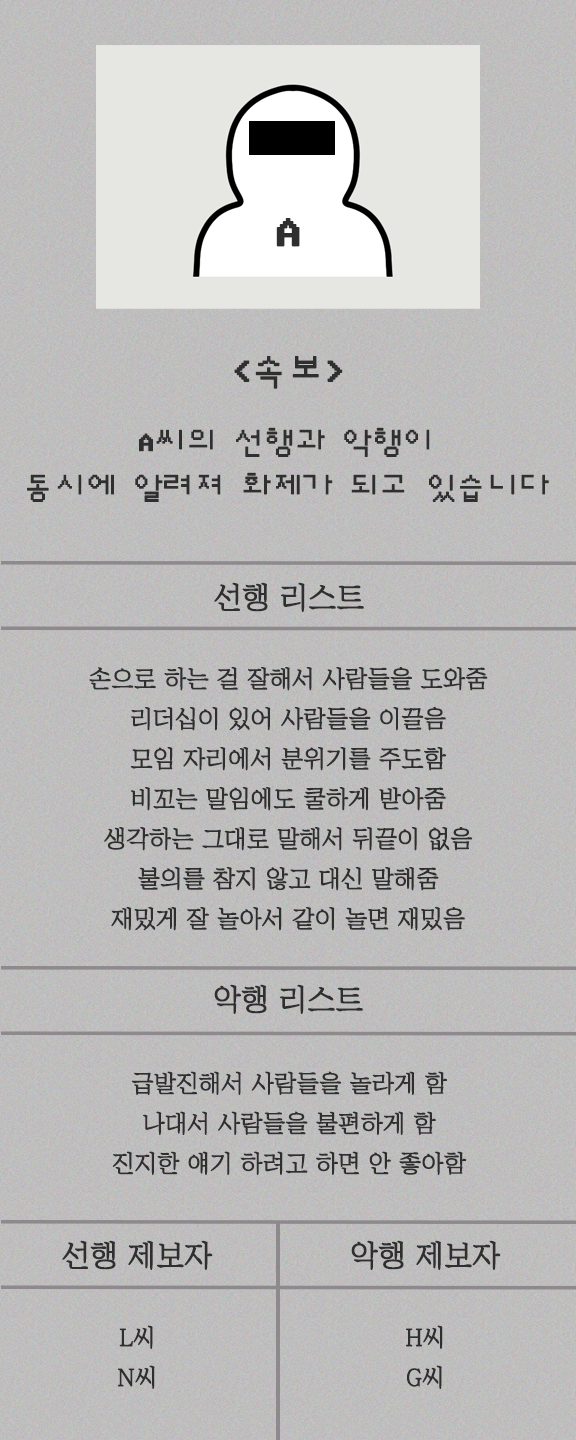 A
<속보>
A씨의 선행과 악행이
동시에 알려져 화제가 되고 있습니다
선행 리스트
손으로 하는 걸 잘해서 사람들을 도와줌
리더십이 있어 사람들을 이끌음
모임 자리에서 분위기를 주도함
비꼬는 말임에도 쿨하게 받아줌
생각하는 그대로 말해서 뒤끝이 없음
불의를 참지 않고 대신 말해줌
재밌게 잘 놀아서 같이 놀면 재밌음
악행 리스트
급발진해서 사람들을 놀라게 함
나대서 사람들을 불편하게 함
진지한 얘기 하려고 하면 안 좋아함
선행 제보자
악행 제보자
L씨
H씨
N씨
G씨